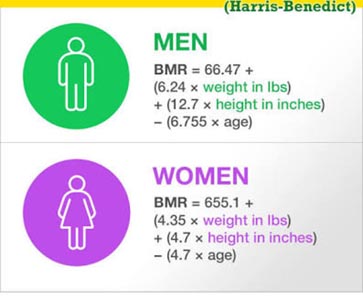 (Harris-Benedict)
MEN
BMR = 66.47 +
(6.24 × weight in lbs)
+ (12.7 × height in inches)
− (6.755 × age)
WOMEN
BMR = 655.1 +
(4.35 × weight in lbs)
+ (4.7 × height in inches)
− (4.7 × age)